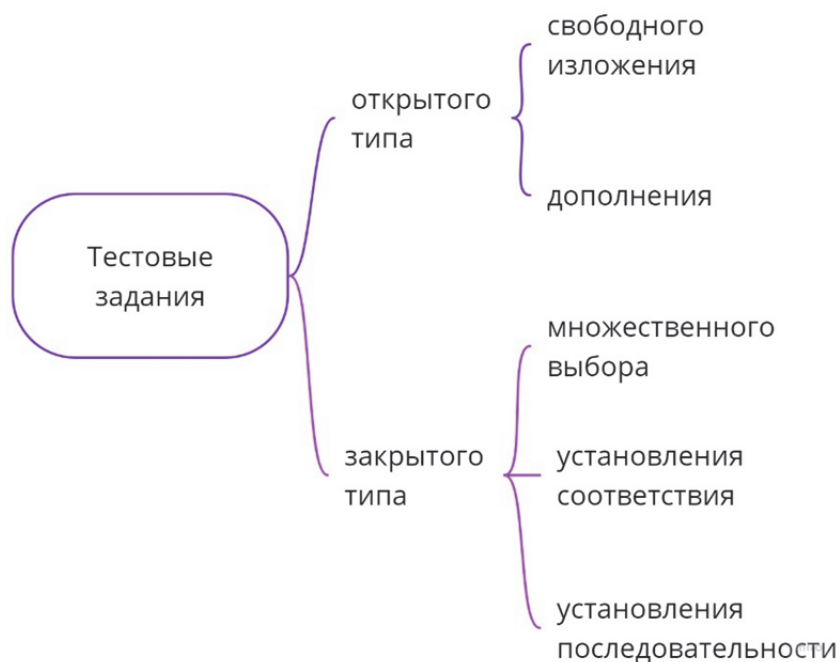 свободного
изложения
открытого
типа
дополнения
Тестовые
задания
множественного
выбора
закрытого
типа
установления
соответствия
установления
последовательности